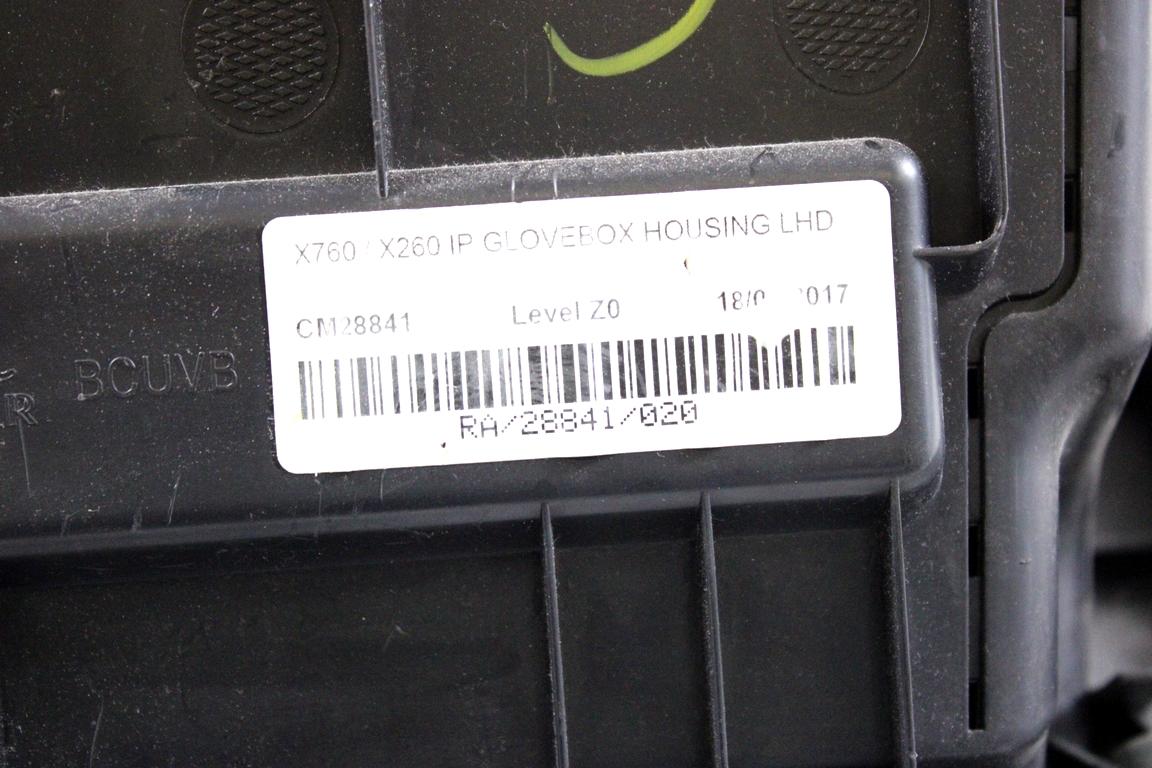 X760 / X260 IP GLOVEBOX HOUSING LHD
CM28841 Level Z0
RA/28841/020
BCUVB